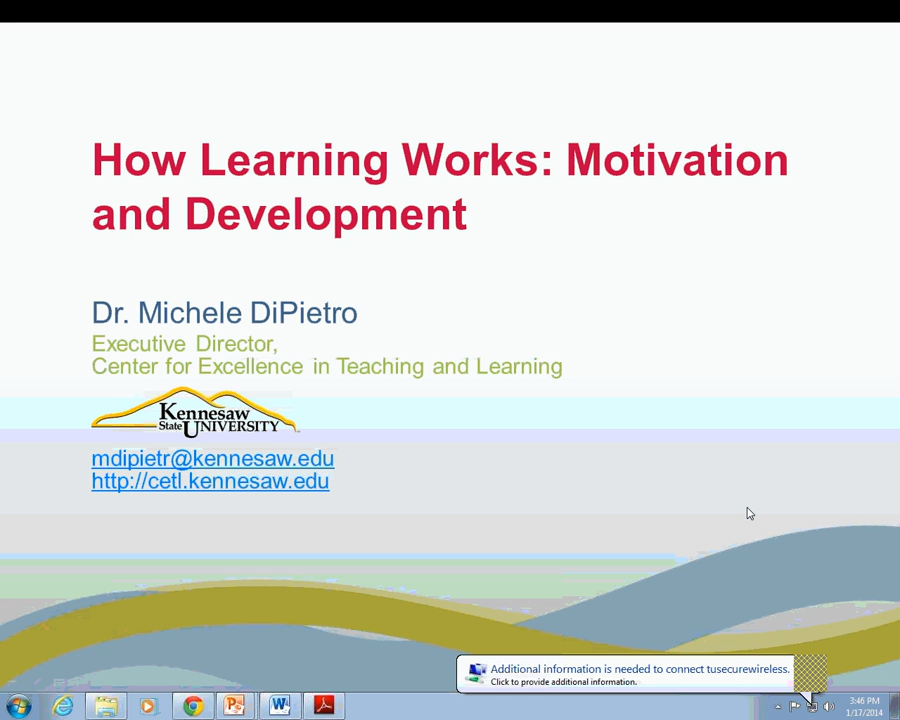 How Learning Works: Motivation
and Development
Dr. Michele DiPietro
Executive Director,
Center for Excellence in Teaching and Learning
Kennesaw
State UNIVERSITY
mdipietr@kennesaw.edu
http://cetl.kennesaw.edu
Additional information is needed to connect tusecurewireless.
Click to provide additional information.
3:46 PM
1/17/2014